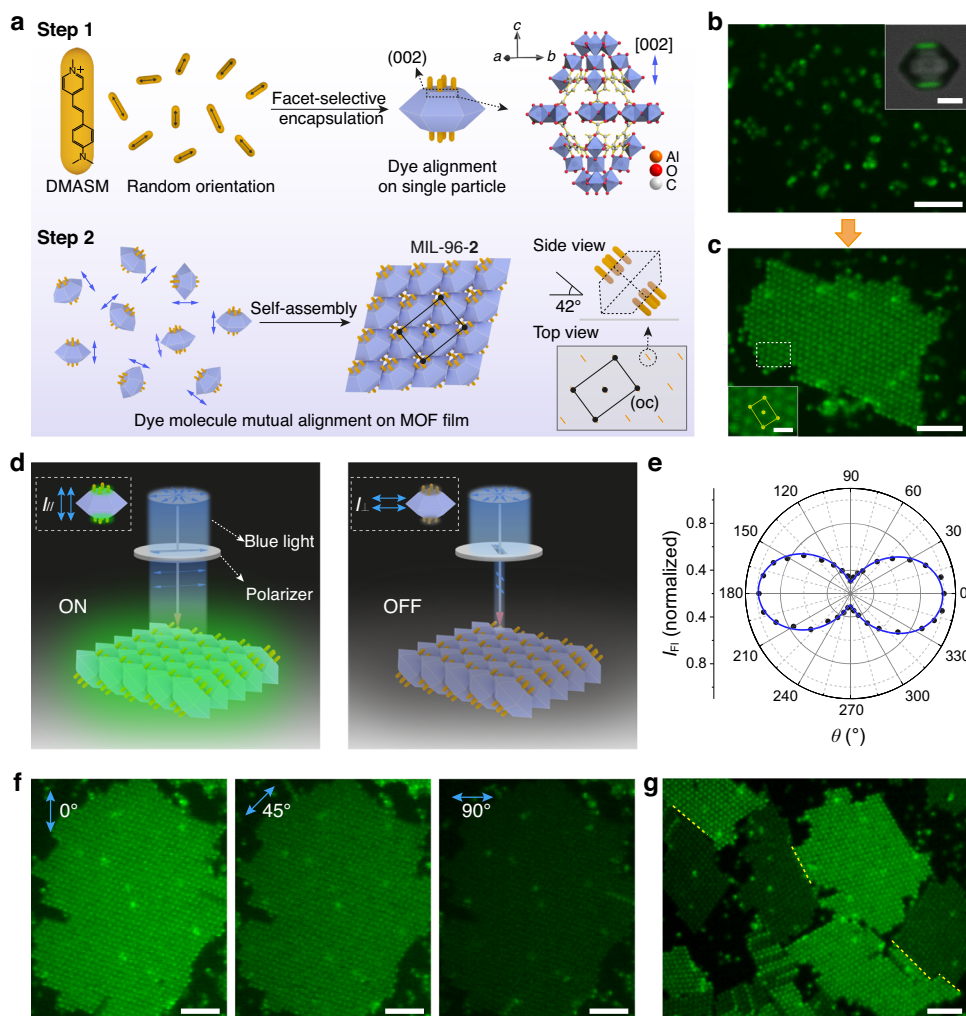 a
Step 1
N+
N
DMASM
Random orientation
Facet-selective
encapsulation
(002)
Dye alignment
on single particle
c
a
b
[002]
Al
O
C
Step 2
Self-assembly
MIL-96-2
Side view
42°
Top view
(oc)
Dye molecule mutual alignment on MOF film
b
c
d
I//
Blue light
Polarizer
ON
I⊥
OFF
e
90
120
60
150
30
180
0
210
330
240
300
270
0.8
0.4
0
0.4
0.8
IFl (normalized)
θ (°)
f
0°
45°
90°
g